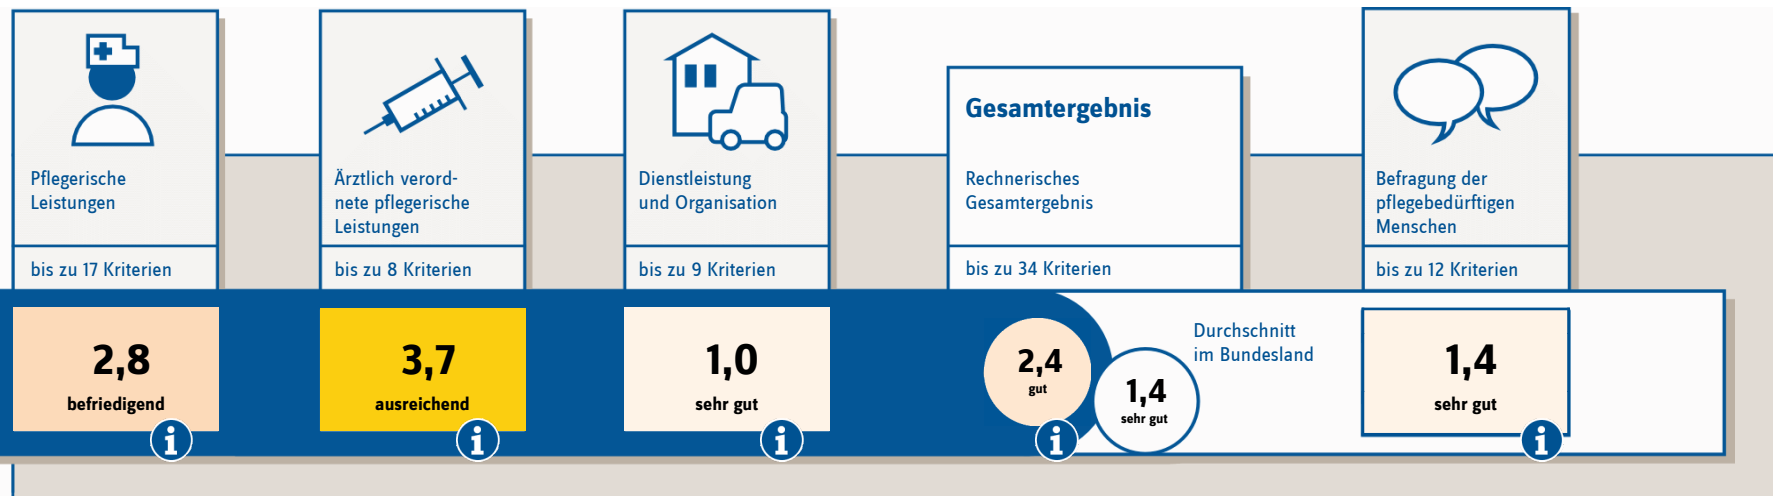 Pflegerische
Leistungen
bis zu 17 Kriterien
2,8
befriedigend
i
Ärztlich verord-
nete pflegerische
Leistungen
bis zu 8 Kriterien
3,7
ausreichend
i
Dienstleistung
und Organisation
bis zu 9 Kriterien
1,0
sehr gut
i
Gesamtergebnis
Rechnerisches
Gesamtergebnis
bis zu 34 Kriterien
2,4
gut
i
1,4
sehr gut
Durchschnitt
im Bundesland
Befragung der
pflegebedürftigen
Menschen
bis zu 12 Kriterien
1,4
sehr gut
i